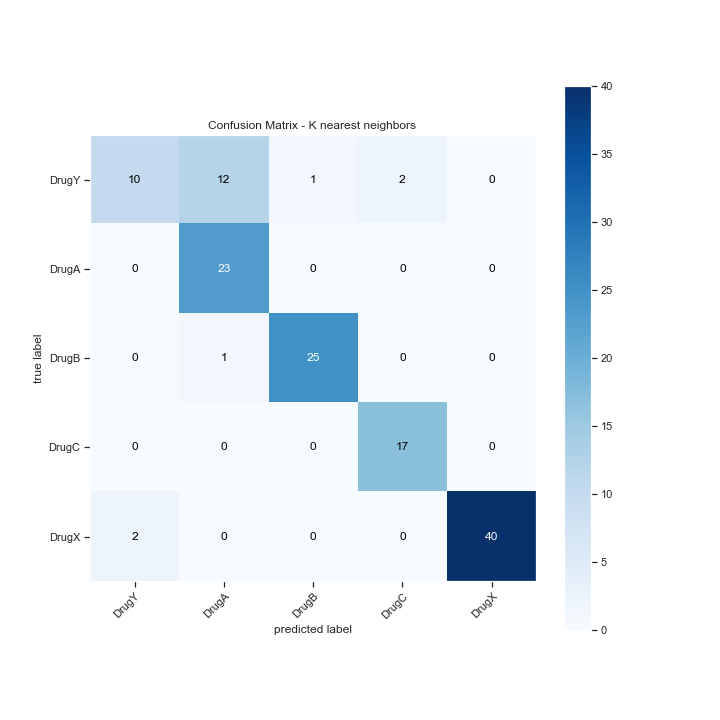 Confusion Matrix - K nearest neighbors
true label
DrugY 10 12 1 2 0
DrugA 0 23 0 0 0
DrugB 0 1 25 0 0
DrugC 0 0 0 17 0
DrugX 2 0 0 0 40
DrugY DrugA DrugB DrugC DrugX
predicted label
40
35
30
25
20
15
10
5
0